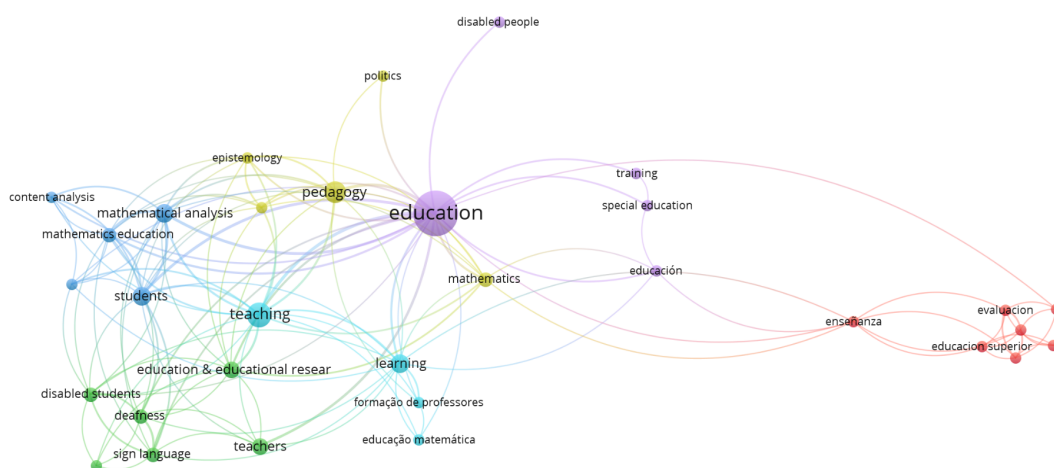 disabled people
politics
epistemology
pedagogy
training
content analysis
mathematical analysis
education
special education
mathematics education
educación
mathematics
students
teaching
enseñanza
evaluacion
educacion superior
education & educational resear
learning
disabled students
formação de professores
deafness
educação matemática
teachers
sign language